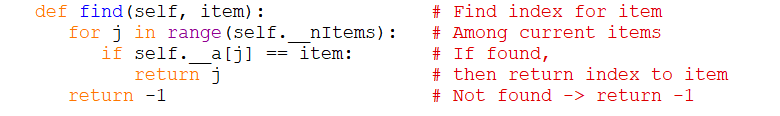 def find(self, item):                # Find index for item
   for j in range(self.__nItems):   # Among current items
      if self.__a[j] == item:       # If found,
         return j                   # then return index to item
   return -1                        # Not found -> return -1